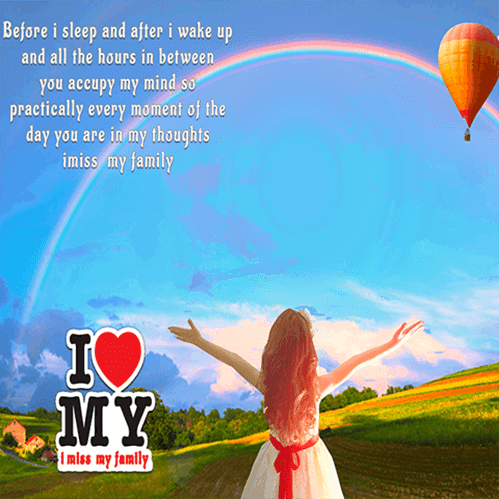 Before i sleep and after i wake up
and all the hours in between
you accupy my mind so
practically every moment of the
day you are in my thoughts
imiss my family
I
MY
i miss my family